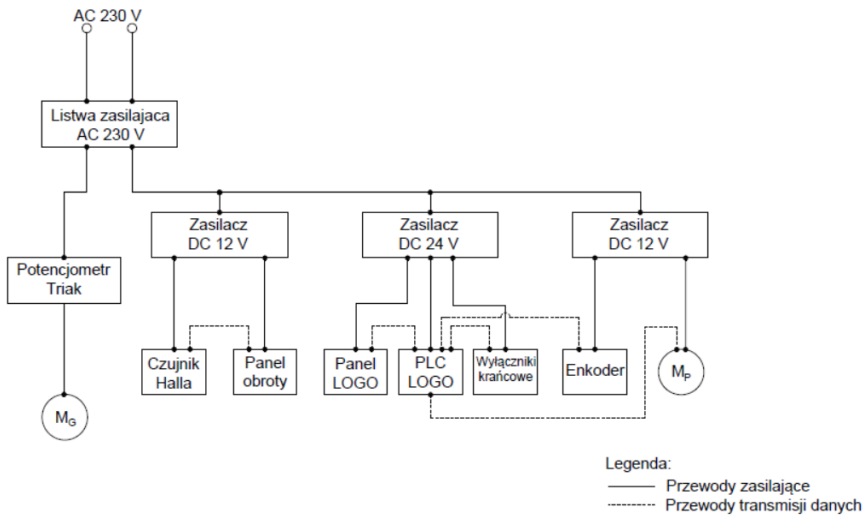 AC 230 V
Listwa zasilajaca
AC 230 V
Zasilacz
DC 12 V
Zasilacz
DC 24 V
Zasilacz
DC 12 V
Potencjometr
Triak
Czujnik
Halla
Panel
obroty
Panel
LOGO
PLC
LOGO
Wyłączniki
krańcowe
Enkoder
MP
MG
Legenda:
Przewody zasilające
Przewody transmisji danych